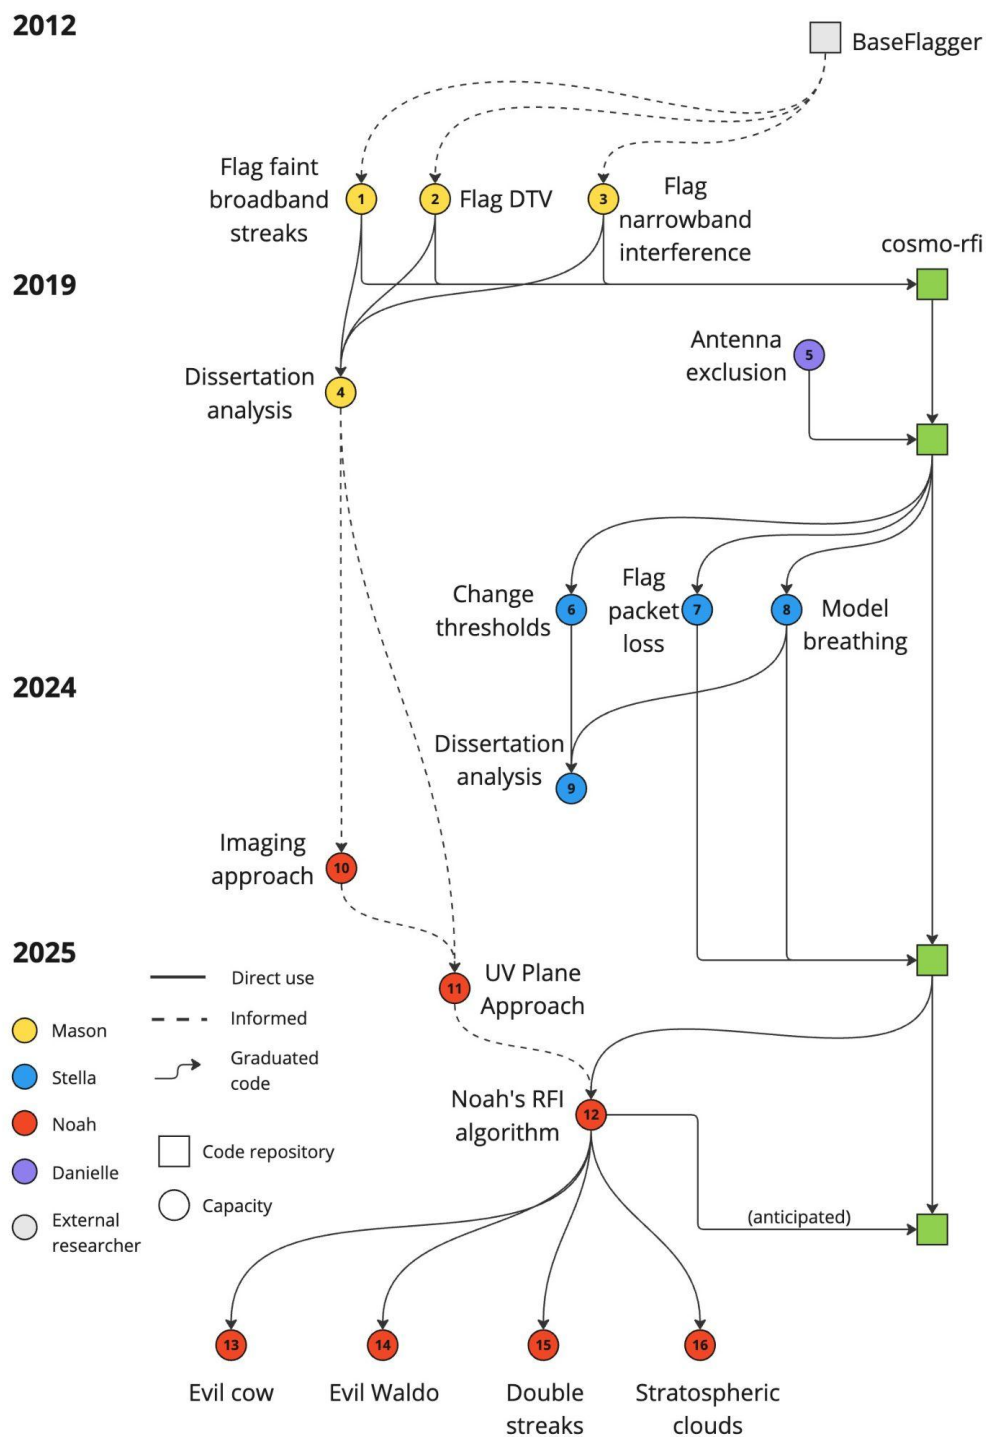 2012
BaseFlagger
Flag faint
broadband
streaks
1
2
Flag DTV
3
Flag
narrowband
interference
cosmo-rfi
2019
Antenna
exclusion
5
Dissertation
analysis
4
Change
thresholds
6
Flag
packet
loss
7
8
Model
breathing
2024
Dissertation
analysis
9
Imaging
approach
10
2025
11
UV Plane
Approach
Direct use
Informed
Graduated
code
Mason
Stella
Noah
Danielle
External
researcher
Code repository
Capacity
Noah's RFI
algorithm
12
(anticipated)
13
14
15
16
Evil cow
Evil Waldo
Double
streaks
Stratospheric
clouds